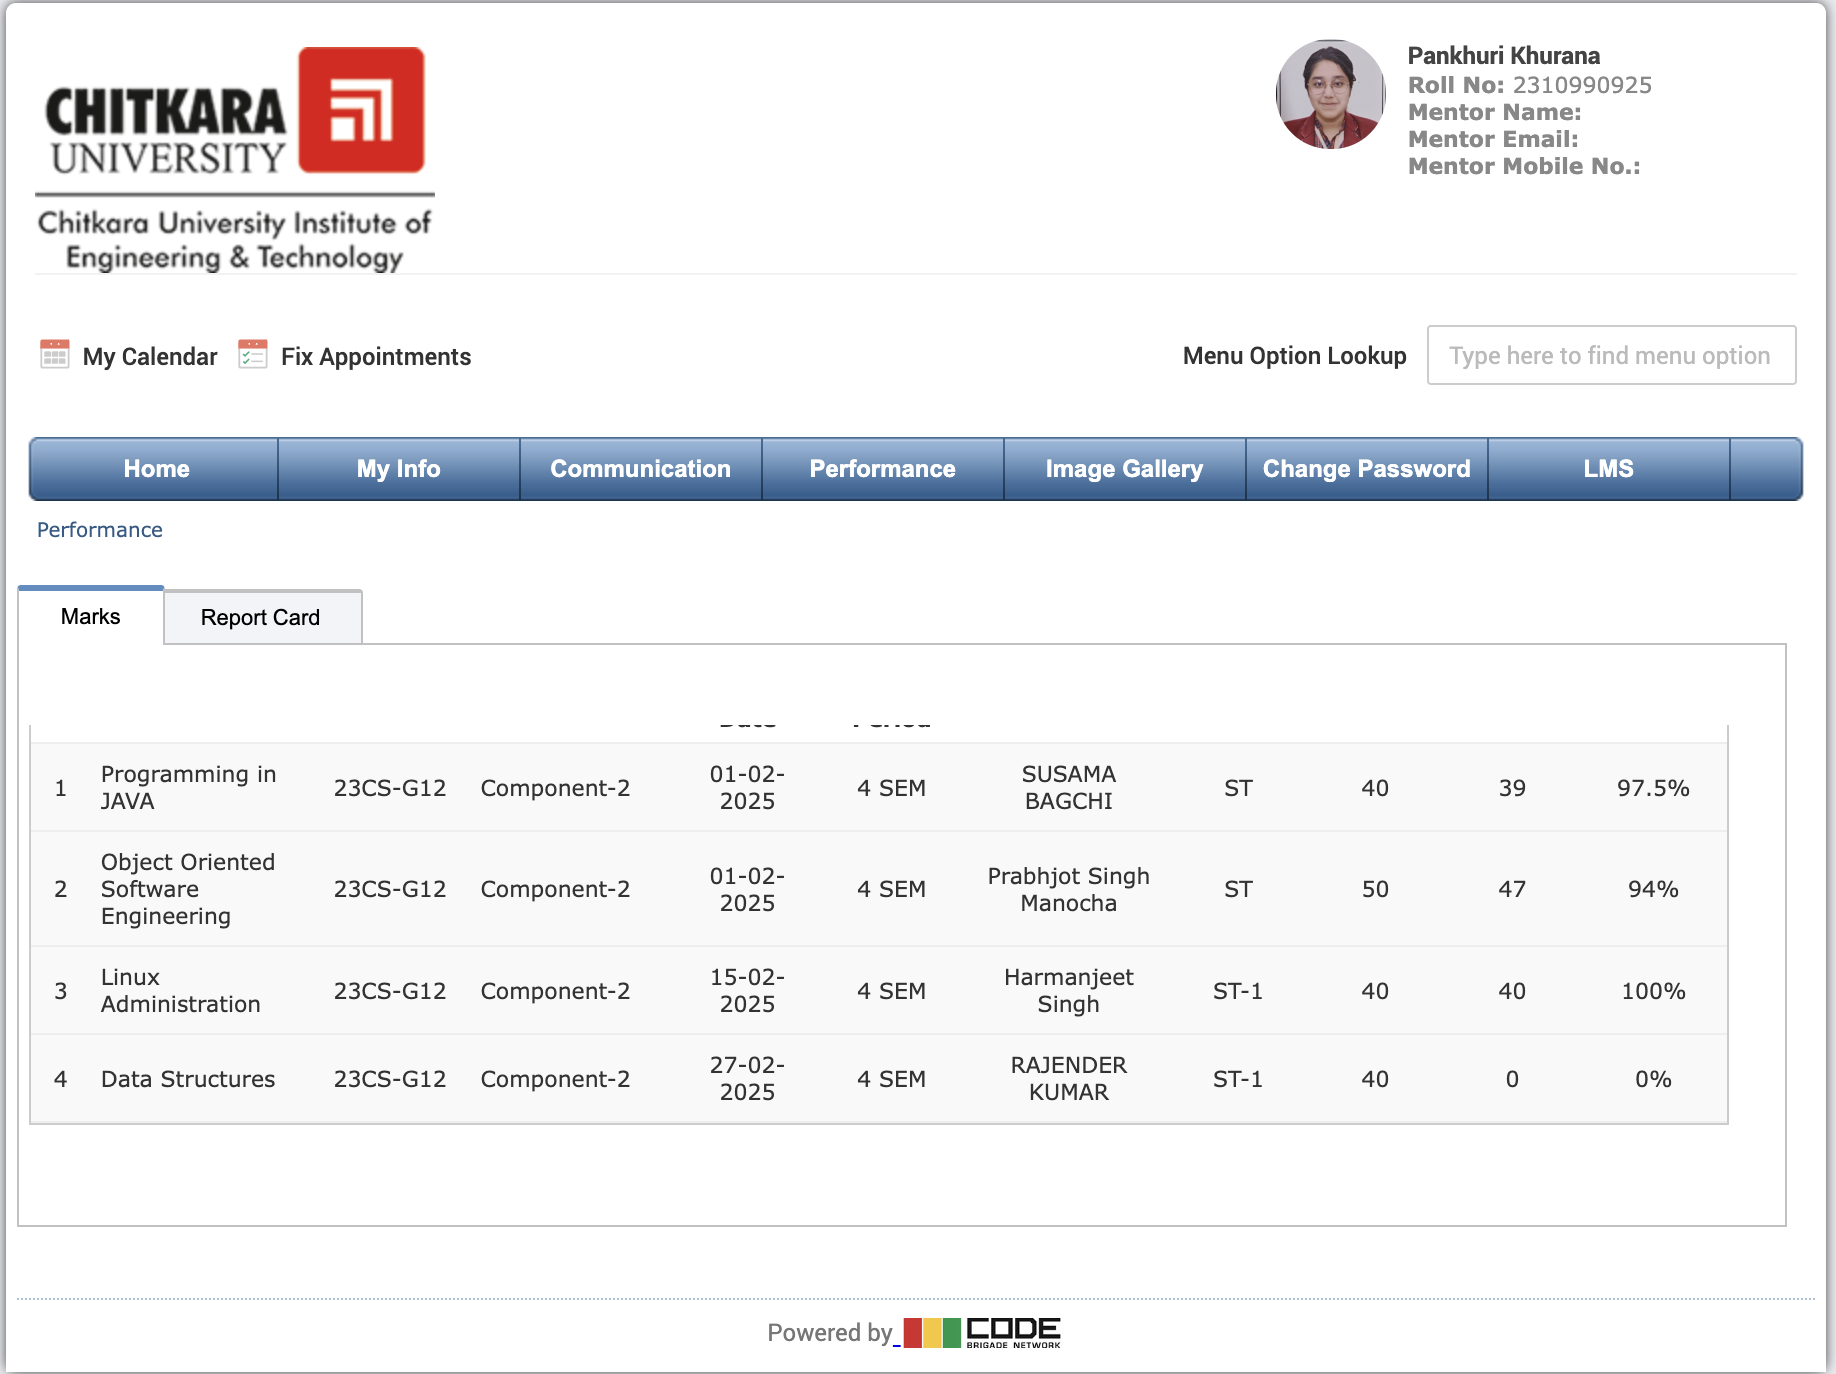 CHITKARA
UNIVERSITY
Chitkara University Institute of
Engineering & Technology
Pankhuri Khurana
Roll No: 2310990925
Mentor Name:
Mentor Email:
Mentor Mobile No.:
My Calendar Fix Appointments
Menu Option Lookup Type here to find menu option
Home My Info Communication Performance Image Gallery Change Password LMS
Performance
Marks Report Card
Date Period
1 Programming in JAVA 23CS-G12 Component-2 01-02-2025 4 SEM SUSAMA BAGCHI ST 40 39 97.5%
2 Object Oriented Software Engineering 23CS-G12 Component-2 01-02-2025 4 SEM Prabhjot Singh Manocha ST 50 47 94%
3 Linux Administration 23CS-G12 Component-2 15-02-2025 4 SEM Harmanjeet Singh ST-1 40 40 100%
4 Data Structures 23CS-G12 Component-2 27-02-2025 4 SEM RAJENDER KUMAR ST-1 40 0 0%
Powered by CODE
BRIGADE NETWORK